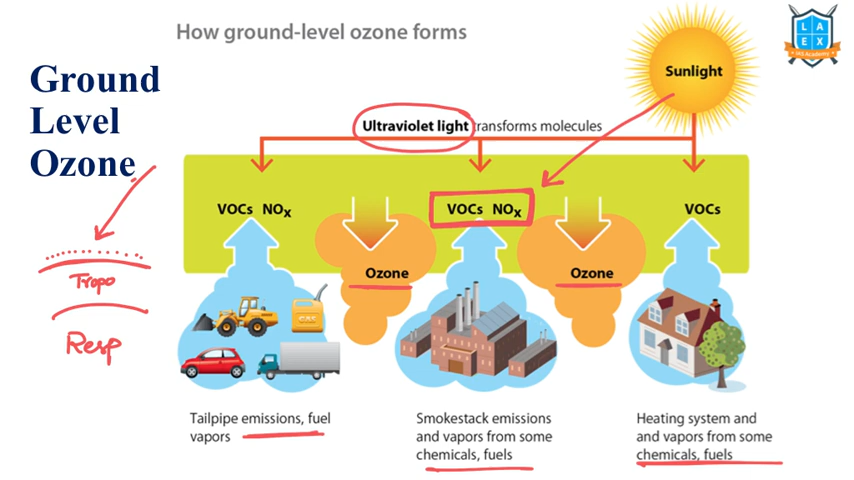 How ground-level ozone forms
L A
E X
IAS Academy
Ground
Level
Ozone
Sunlight
Ultraviolet light transforms molecules
VOCs NOx
VOCs NOx
VOCs
Ozone
Ozone
Tropo
Resp
GAS
Tailpipe emissions, fuel
vapors
Smokestack emissions
and vapors from some
chemicals, fuels
Heating system and
and vapors from some
chemicals, fuels